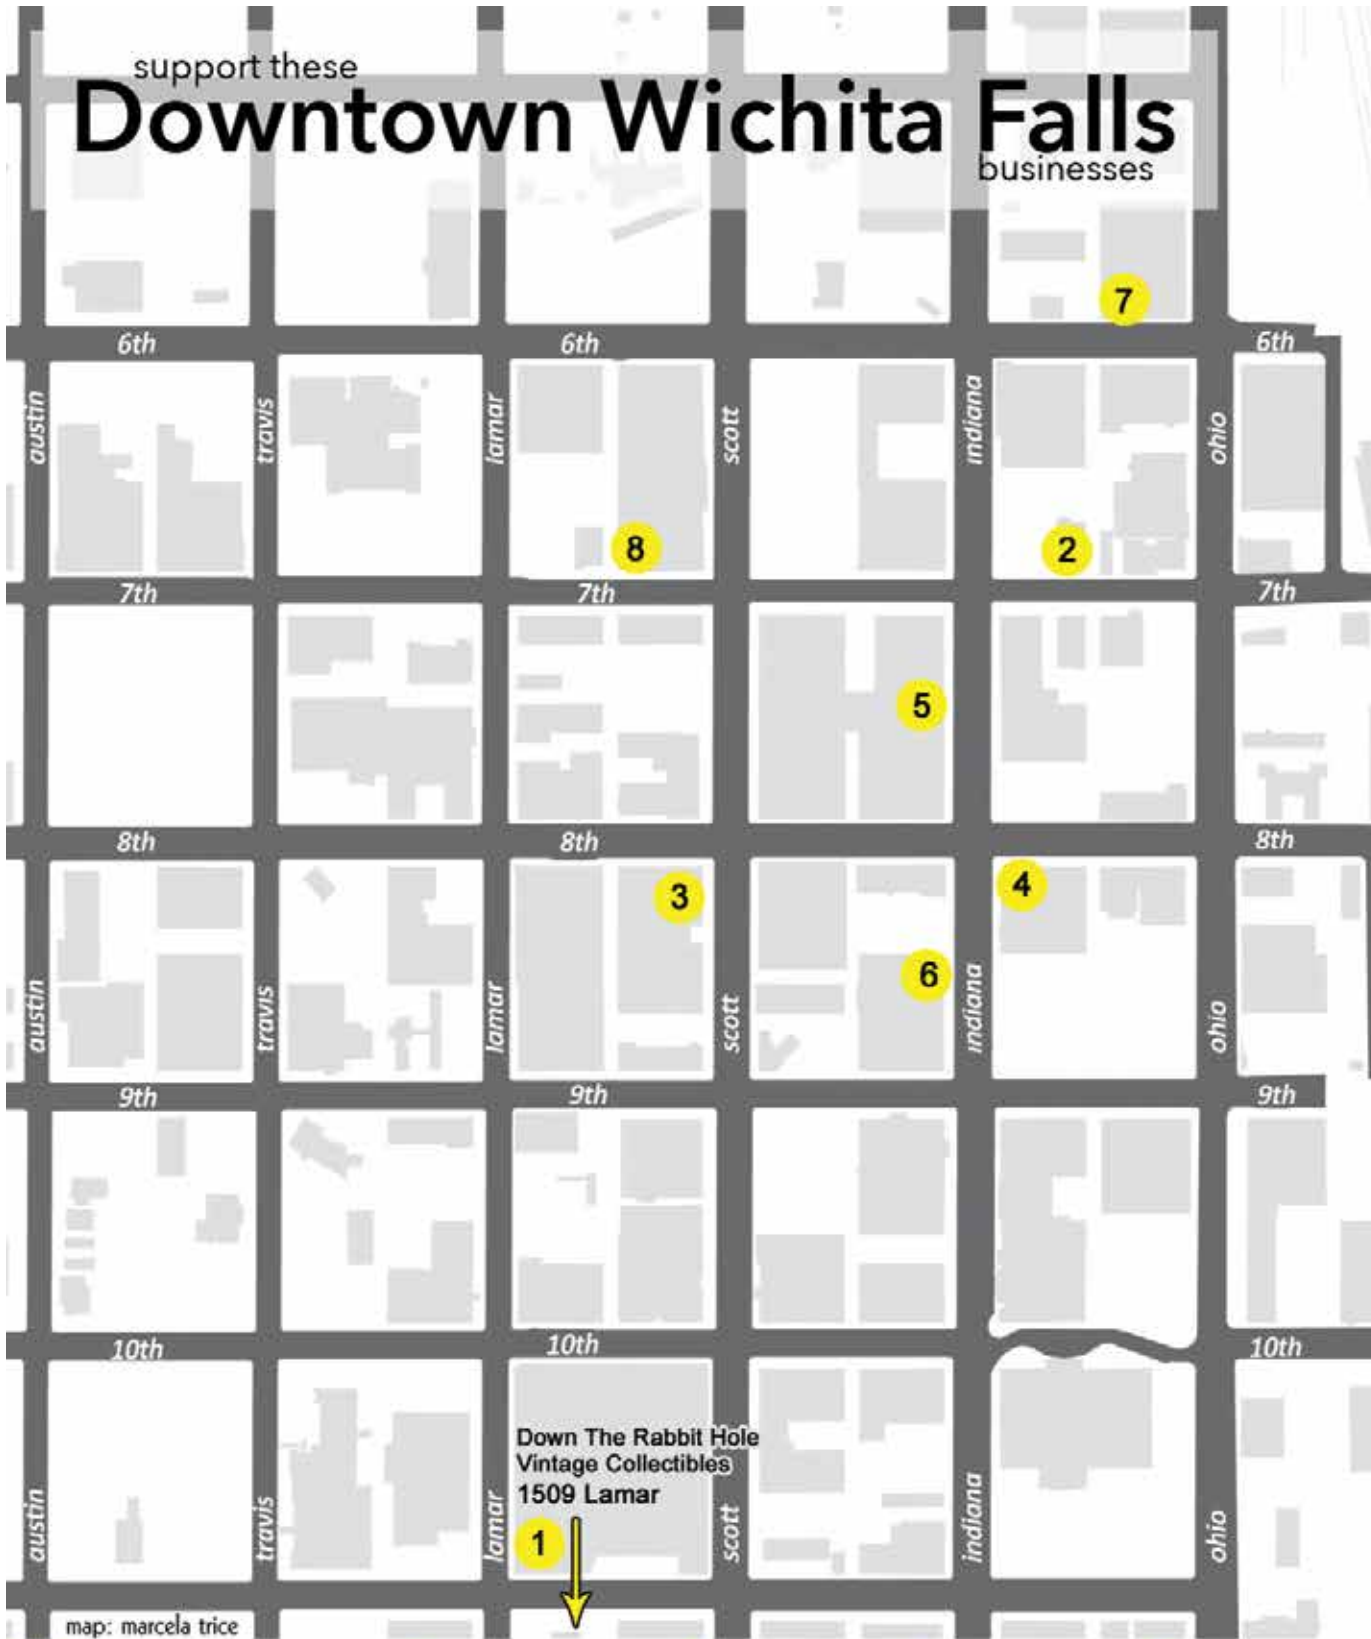 support these
Downtown Wichita Falls
businesses
7
6th
6th
6th
austin
travis
lamar
scott
indiana
ohio
8
2
7th
7th
7th
5
8th
8th
8th
3
4
6
austin
travis
lamar
scott
indiana
ohio
9th
9th
9th
10th
10th
10th
Down The Rabbit Hole
Vintage Collectibles
1509 Lamar
1
austin
travis
lamar
scott
indiana
ohio
map: marcela trice